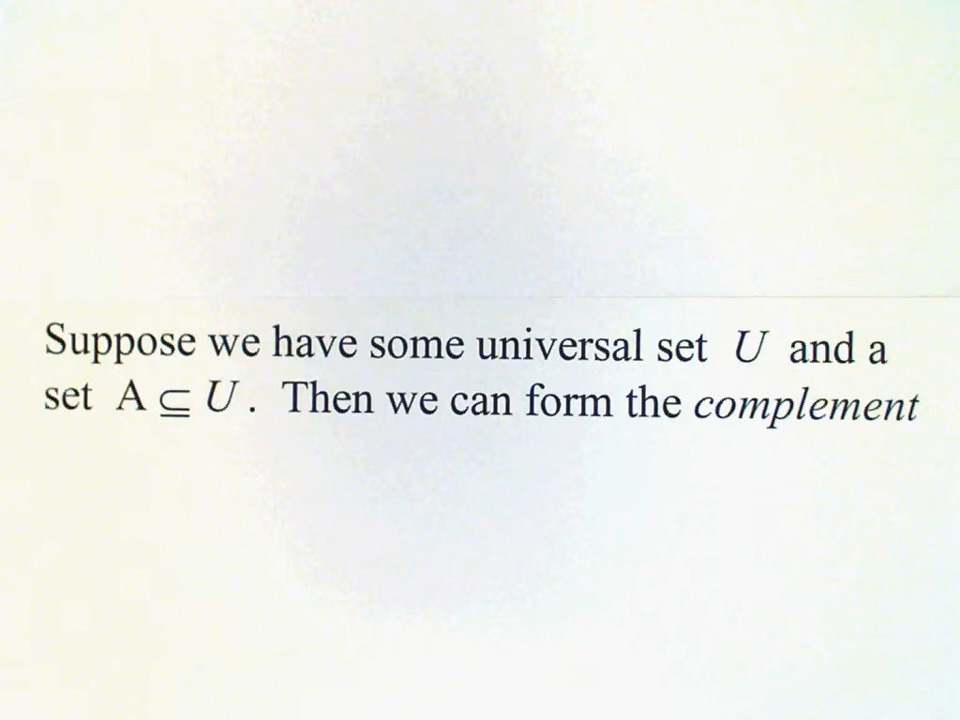 Suppose we have some universal set U and a
set A ⊆ U. Then we can form the complement